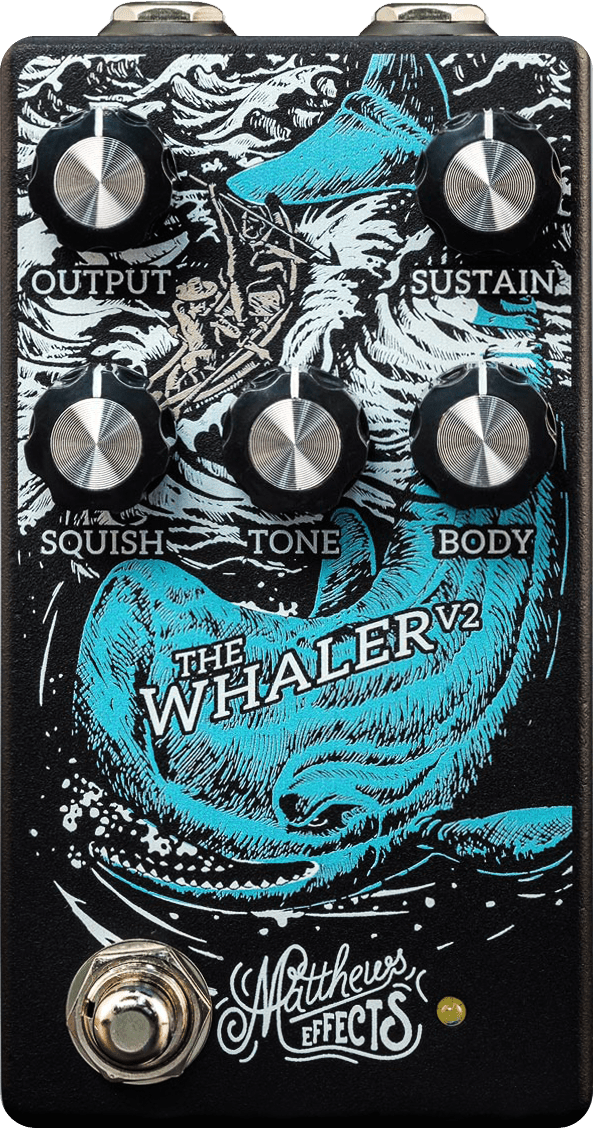 OUTPUT SUSTAIN
SQUISH TONE BODY
THE
WHALER V2
Matthews
EFFECTS